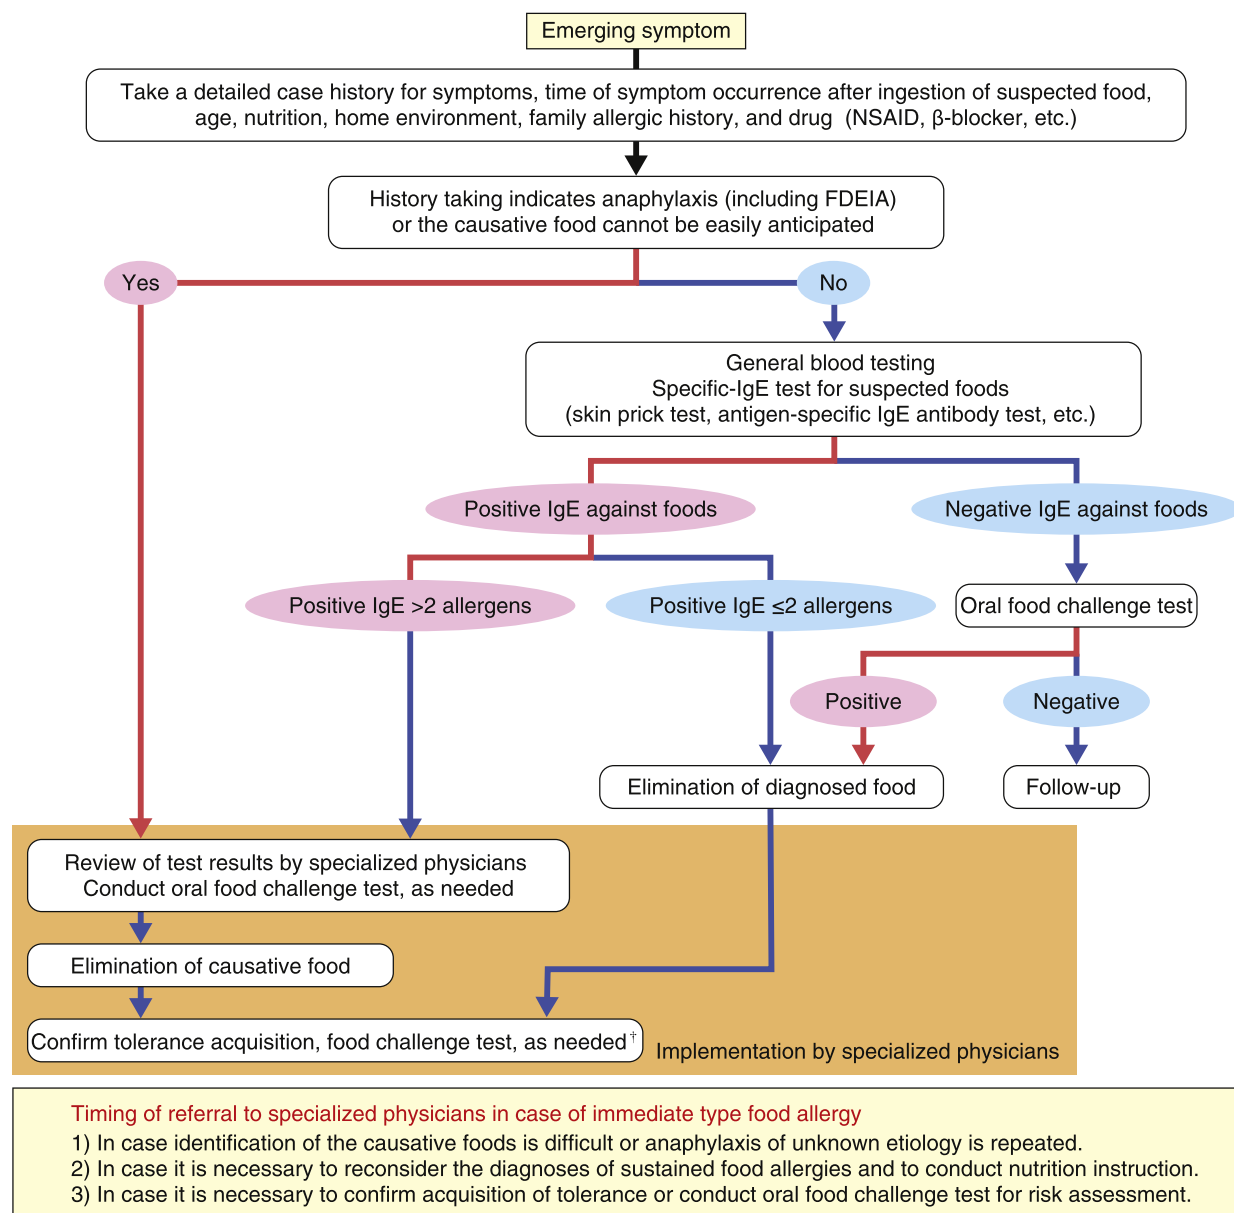 Emerging symptom
Take a detailed case history for symptoms, time of symptom occurrence after ingestion of suspected food,
age, nutrition, home environment, family allergic history, and drug (NSAID, β-blocker, etc.)
History taking indicates anaphylaxis (including FDEIA)
or the causative food cannot be easily anticipated
Yes
No
General blood testing
Specific-IgE test for suspected foods
(skin prick test, antigen-specific IgE antibody test, etc.)
Positive IgE against foods
Negative IgE against foods
Positive IgE >2 allergens
Positive IgE ≤2 allergens
Oral food challenge test
Positive
Negative
Elimination of diagnosed food
Follow-up
Review of test results by specialized physicians
Conduct oral food challenge test, as needed
Elimination of causative food
Confirm tolerance acquisition, food challenge test, as needed†
Implementation by specialized physicians
Timing of referral to specialized physicians in case of immediate type food allergy
1) In case identification of the causative foods is difficult or anaphylaxis of unknown etiology is repeated.
2) In case it is necessary to reconsider the diagnoses of sustained food allergies and to conduct nutrition instruction.
3) In case it is necessary to confirm acquisition of tolerance or conduct oral food challenge test for risk assessment.